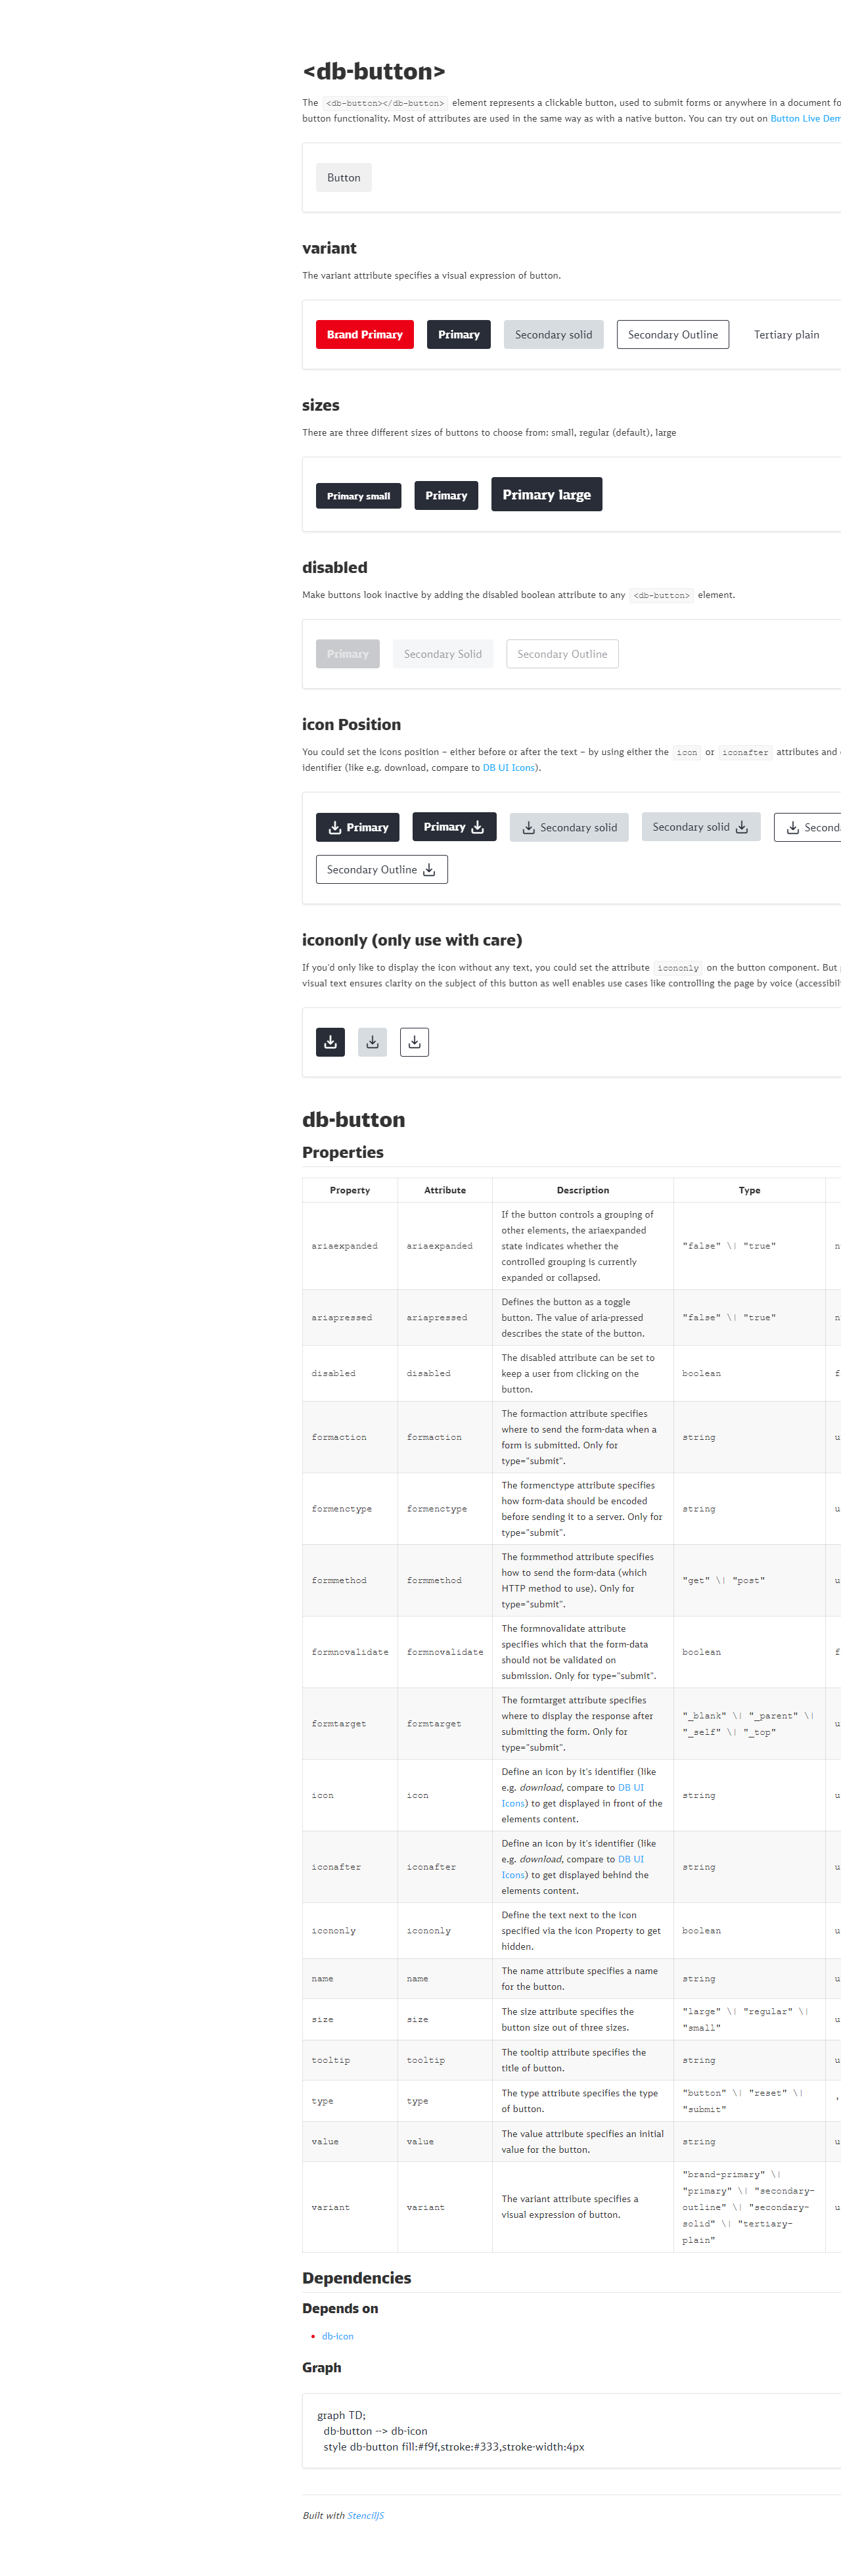 <db-button>
The <db-button></db-button> element represents a clickable button, used to submit forms or anywhere in a document
button functionality. Most of attributes are used in the same way as with a native button. You can try out on Button Live
Button
variant
The variant attribute specifies a visual expression of button.
Brand Primary Primary Secondary solid Secondary Outline Tertiary plain
sizes
There are three different sizes of buttons to choose from: small, regular (default), large
Primary small Primary Primary large
disabled
Make buttons look inactive by adding the disabled boolean attribute to any <db-button> element.
Primary Secondary Solid Secondary Outline
icon Position
You could set the icons position – either before or after the text – by using either the icon or iconafter attributes and
identifier (like e.g. download, compare to DB UI Icons).
Primary Primary Secondary solid Secondary solid
Secondary Outline
icononly (only use with care)
If you'd only like to display the icon without any text, you could set the attribute icononly on the button component. But
visual text ensures clarity on the subject of this button as well enables use cases like controlling the page by voice
db-button
Properties
Property Attribute Description Type
ariaexpanded ariaexpanded If the button controls a grouping of
other elements, the ariaexpanded
state indicates whether the
controlled grouping is currently
expanded or collapsed.
"false" \| "true"
ariapressed ariapressed Defines the button as a toggle
button. The value of aria-pressed
describes the state of the button.
"false" \| "true"
disabled disabled The disabled attribute can be set to
keep a user from clicking on the
button.
boolean
formaction formaction The formaction attribute specifies
where to send the form-data when a
form is submitted. Only for
type="submit".
string
formenctype formenctype The formenctype attribute specifies
how form-data should be encoded
before sending it to a server. Only for
type="submit".
string
formmethod formmethod The formmethod attribute specifies
how to send the form-data (which
HTTP method to use). Only for
type="submit".
"get" \| "post"
formnovalidate formnovalidate The formnovalidate attribute
specifies which that the form-data
should not be validated on
submission. Only for type="submit".
boolean
formtarget formtarget The formtarget attribute specifies
where to display the response after
submitting the form. Only for
type="submit".
"_blank" \| "_parent" \|
"_self" \| "_top"
icon icon Define an icon by it's identifier (like
e.g. download, compare to DB UI
Icons) to get displayed in front of the
elements content.
string
iconafter iconafter Define an icon by it's identifier (like
e.g. download, compare to DB UI
Icons) to get displayed behind the
elements content.
string
icononly icononly Define the text next to the icon
specified via the icon Property to get
hidden.
boolean
name name The name attribute specifies a name
for the button.
string
size size The size attribute specifies the
button size out of three sizes.
"large" \| "regular" \|
"small"
tooltip tooltip The tooltip attribute specifies the
title of button.
string
type type The type attribute specifies the type
of button.
"button" \| "reset" \|
"submit"
value value The value attribute specifies an initial
value for the button.
string
variant variant The variant attribute specifies a
visual expression of button.
"brand-primary" \|
"primary" \| "secondary-
outline" \| "secondary-
solid" \| "tertiary-
plain"
Dependencies
Depends on
db-icon
Graph
graph TD;
db-button --> db-icon
style db-button fill:#f9f,stroke:#333,stroke-width:4px
Built with StencilJS